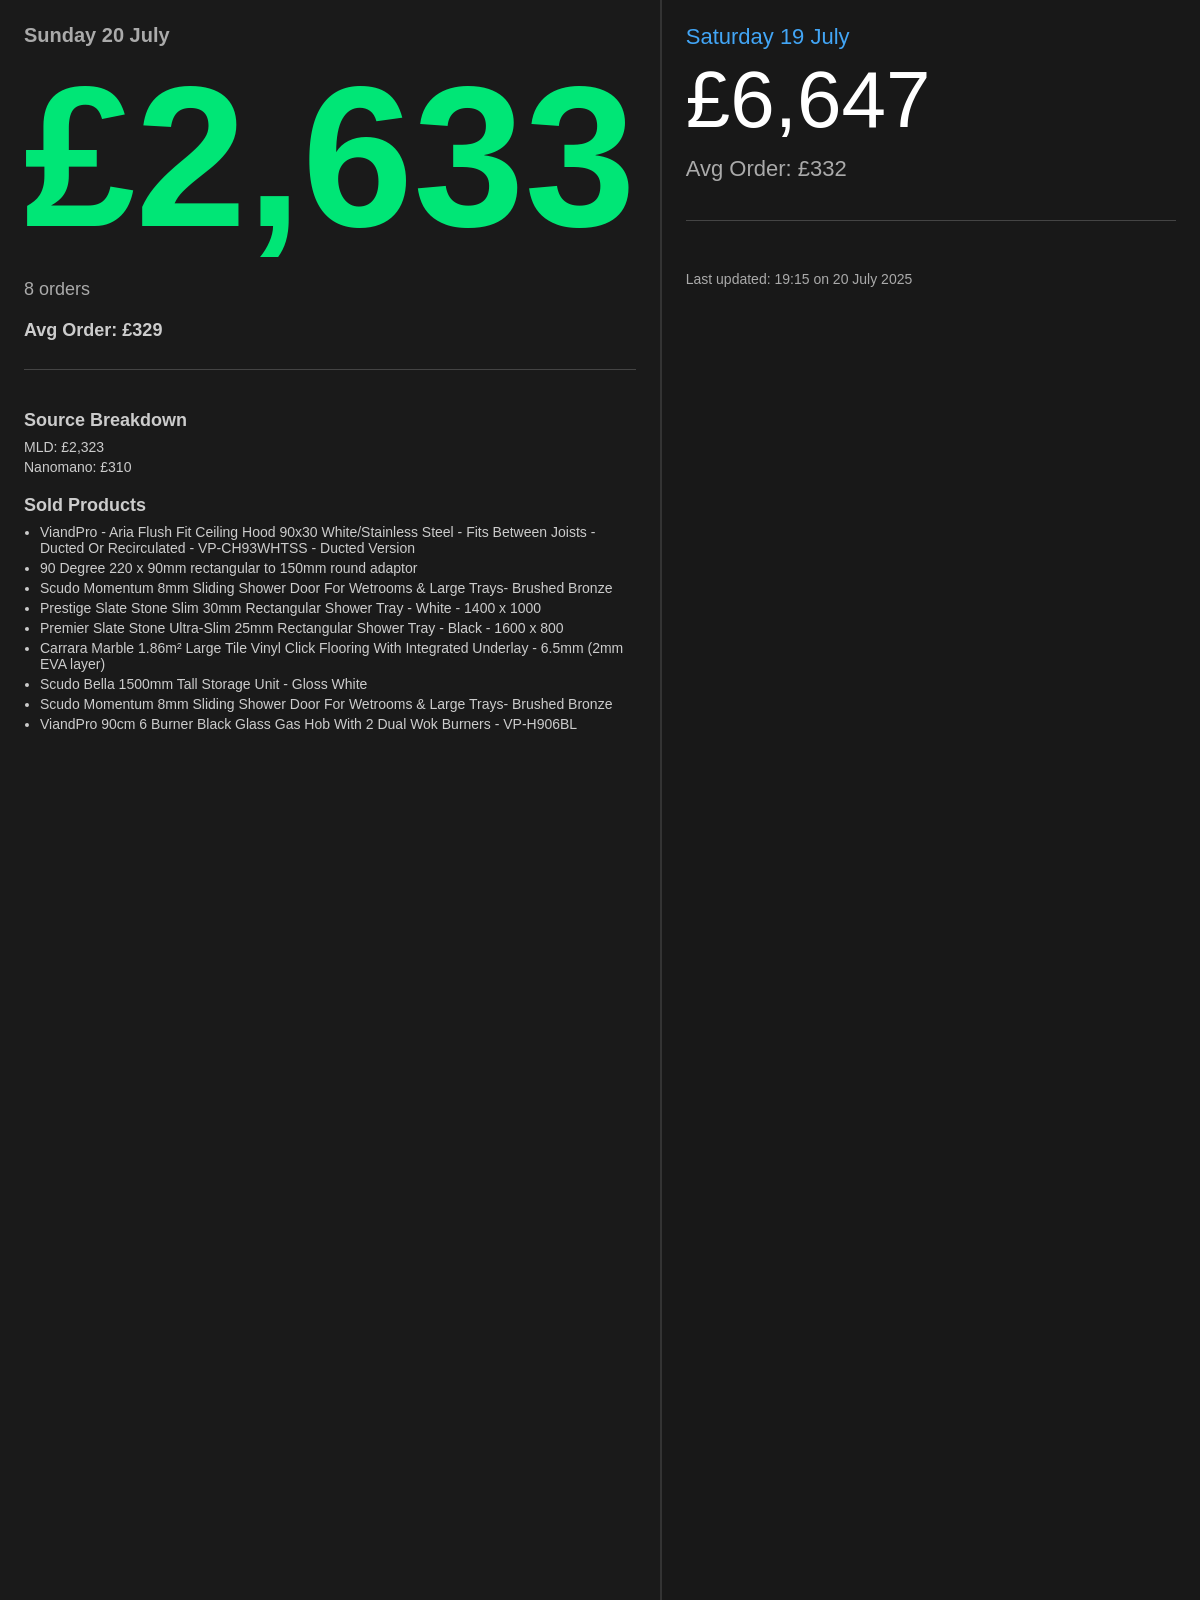 Sunday 20 July
£2,633
8 orders
Avg Order: £329
Source Breakdown
MLD: £2,323
Nanomano: £310
Sold Products
• ViandPro - Aria Flush Fit Ceiling Hood 90x30 White/Stainless Steel - Fits Between Joists -
Ducted Or Recirculated - VP-CH93WHTSS - Ducted Version
• 90 Degree 220 x 90mm rectangular to 150mm round adaptor
• Scudo Momentum 8mm Sliding Shower Door For Wetrooms & Large Trays- Brushed Bronze
• Prestige Slate Stone Slim 30mm Rectangular Shower Tray - White - 1400 x 1000
• Premier Slate Stone Ultra-Slim 25mm Rectangular Shower Tray - Black - 1600 x 800
• Carrara Marble 1.86m² Large Tile Vinyl Click Flooring With Integrated Underlay - 6.5mm (2mm
EVA layer)
• Scudo Bella 1500mm Tall Storage Unit - Gloss White
• Scudo Momentum 8mm Sliding Shower Door For Wetrooms & Large Trays- Brushed Bronze
• ViandPro 90cm 6 Burner Black Glass Gas Hob With 2 Dual Wok Burners - VP-H906BL
Saturday 19 July
£6,647
Avg Order: £332
Last updated: 19:15 on 20 July 2025